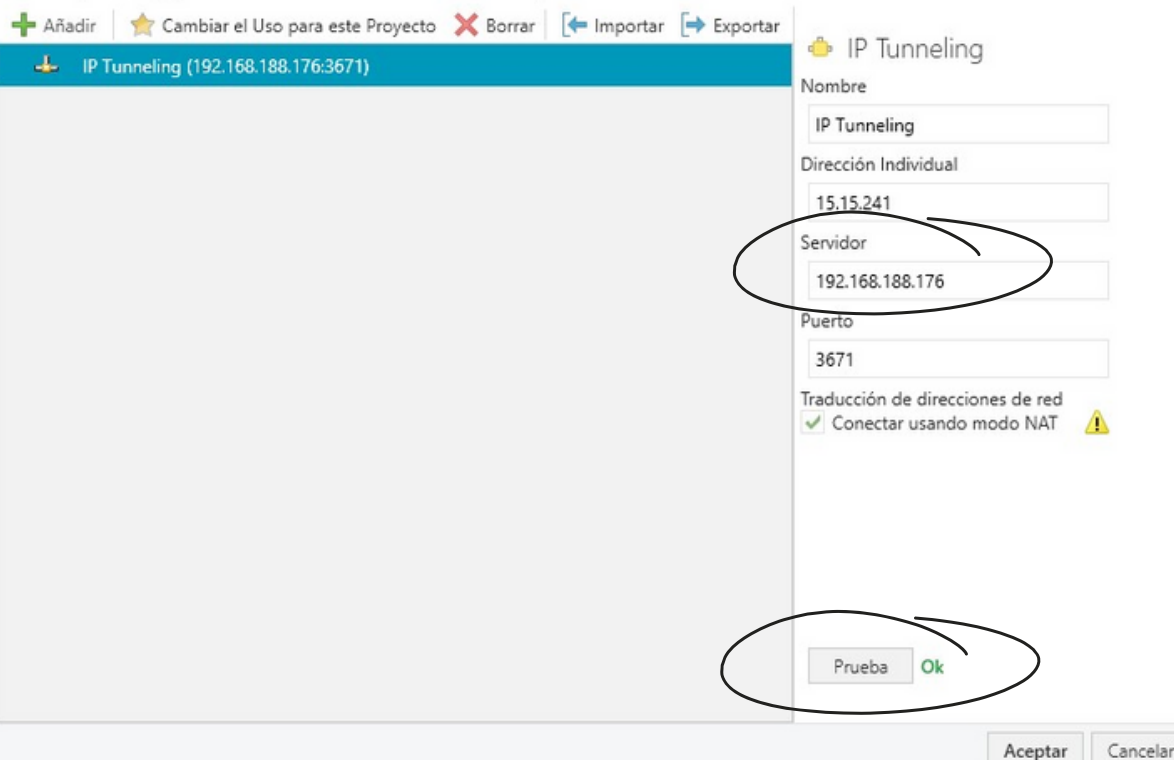 Añadir Cambiar el Uso para este Proyecto Borrar Importar Exportar
IP Tunneling (192.168.188.176:3671)
IP Tunneling
Nombre
IP Tunneling
Dirección Individual
15.15.241
Servidor
192.168.188.176
Puerto
3671
Traducción de direcciones de red
Conectar usando modo NAT
Prueba Ok
Aceptar Cancelar